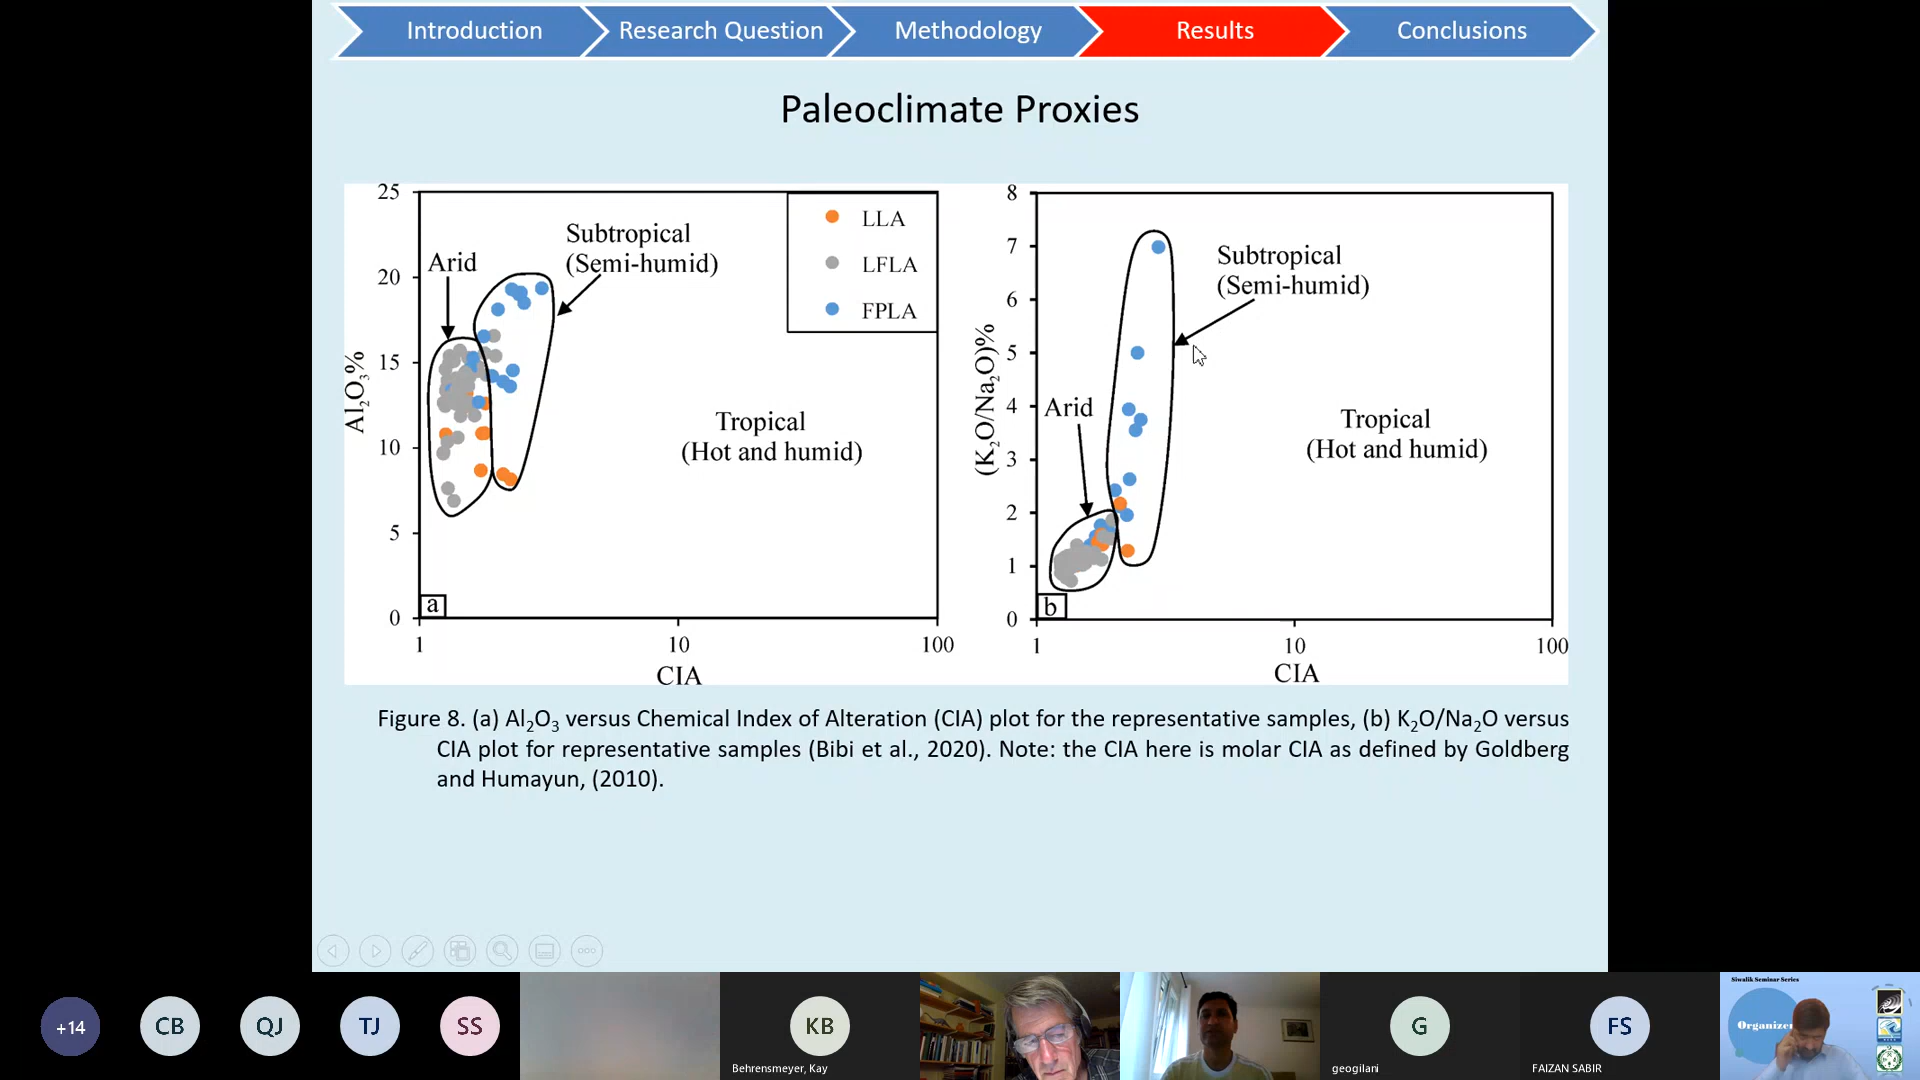 Introduction
Research Question
Methodology
Results
Conclusions
Paleoclimate Proxies
25
20
15
10
5
0
Al₂O₃%
Arid
Subtropical
(Semi-humid)
LLA
LFLA
FPLA
Tropical
(Hot and humid)
a
1
10
100
CIA
8
7
6
5
4
3
2
1
0
(K₂O/Na₂O)%
Subtropical
(Semi-humid)
Arid
Tropical
(Hot and humid)
b
1
10
100
CIA
Figure 8. (a) Al₂O₃ versus Chemical Index of Alteration (CIA) plot for the representative samples, (b) K₂O/Na₂O versus
CIA plot for representative samples (Bibi et al., 2020). Note: the CIA here is molar CIA as defined by Goldberg
and Humayun, (2010).
+14
CB
QJ
TJ
SS
KB
Behrensmeyer, Kay
G
geogilani
FS
FAIZAN SABIR
Siwalik Seminar Series